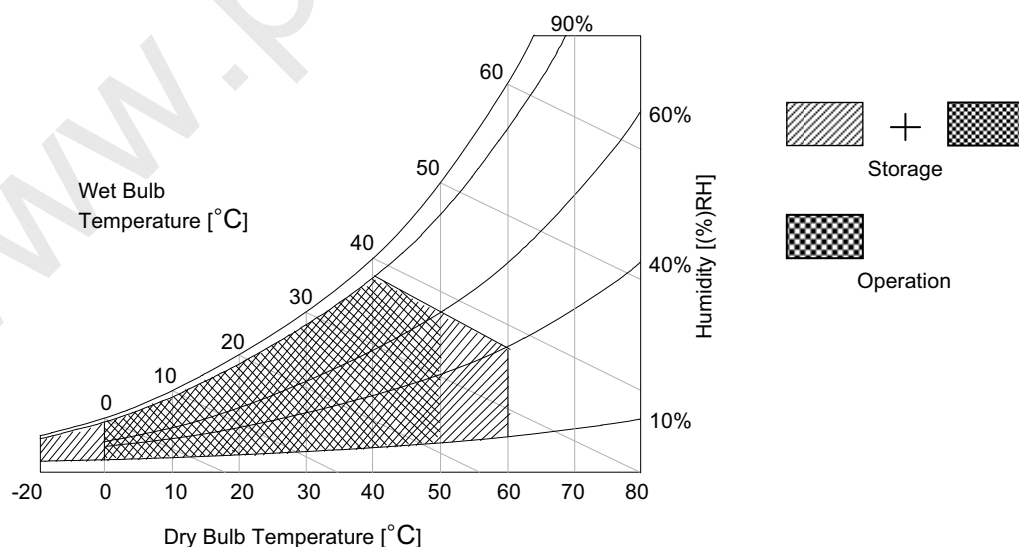 www.p
90%
60
60%
50
Wet Bulb
Temperature [°C]
40
40%
Humidity [(%)RH]
30
20
10
0
10%
-20 0 10 20 30 40 50 60 70 80
Dry Bulb Temperature [°C]
+
Storage
Operation